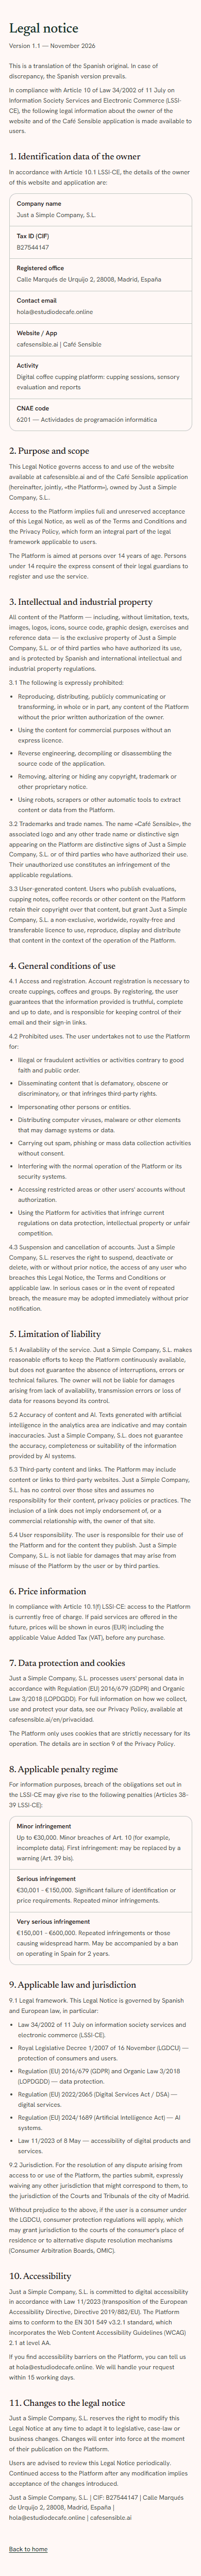 Legal notice
Version 1.1 — November 2026
This is a translation of the Spanish original. In case of
discrepancy, the Spanish version prevails.
In compliance with Article 10 of Law 34/2002 of 11 July on
Information Society Services and Electronic Commerce (LSSI-
CE), the following legal information about the owner of the
website and of the Café Sensible application is made available to
users.
1. Identification data of the owner
In accordance with Article 10.1 LSSI-CE, the details of the owner
of this website and application are:
Company name
Just a Simple Company, S.L.
Tax ID (CIF)
B27544147
Registered office
Calle Marqués de Urquijo 2, 28008, Madrid, España
Contact email
hola@estudiodecafe.online
Website / App
cafesensible.ai | Café Sensible
Activity
Digital coffee cupping platform: cupping sessions, sensory
evaluation and reports
CNAE code
6201 — Actividades de programación informática
2. Purpose and scope
This Legal Notice governs access to and use of the website
available at cafesensible.ai and of the Café Sensible application
(hereinafter, jointly, «the Platform»), owned by Just a Simple
Company, S.L..
Access to the Platform implies full and unreserved acceptance
of this Legal Notice, as well as of the Terms and Conditions and
the Privacy Policy, which form an integral part of the legal
framework applicable to users.
The Platform is aimed at persons over 14 years of age. Persons
under 14 require the express consent of their legal guardians to
register and use the service.
3. Intellectual and industrial property
All content of the Platform — including, without limitation, texts,
images, logos, icons, source code, graphic design, exercises and
reference data — is the exclusive property of Just a Simple
Company, S.L. or of third parties who have authorized its use,
and is protected by Spanish and international intellectual and
industrial property regulations.
3.1 The following is expressly prohibited:
• Reproducing, distributing, publicly communicating or
transforming, in whole or in part, any content of the Platform
without the prior written authorization of the owner.
• Using the content for commercial purposes without an
express licence.
• Reverse engineering, decompiling or disassembling the
source code of the application.
• Removing, altering or hiding any copyright, trademark or
other proprietary notice.
• Using robots, scrapers or other automatic tools to extract
content or data from the Platform.
3.2 Trademarks and trade names. The name «Café Sensible», the
associated logo and any other trade name or distinctive sign
appearing on the Platform are distinctive signs of Just a Simple
Company, S.L. or of third parties who have authorized their use.
Their unauthorized use constitutes an infringement of the
applicable regulations.
3.3 User-generated content. Users who publish evaluations,
cupping notes, coffee records or other content on the Platform
retain their copyright over that content, but grant Just a Simple
Company, S.L. a non-exclusive, worldwide, royalty-free and
transferable licence to use, reproduce, display and distribute
that content in the context of the operation of the Platform.
4. General conditions of use
4.1 Access and registration. Account registration is necessary to
create cuppings, coffees and groups. By registering, the user
guarantees that the information provided is truthful, complete
and up to date, and is responsible for keeping control of their
email and their sign-in links.
4.2 Prohibited uses. The user undertakes not to use the Platform
for:
• Illegal or fraudulent activities or activities contrary to good
faith and public order.
• Disseminating content that is defamatory, obscene or
discriminatory, or that infringes third-party rights.
• Impersonating other persons or entities.
• Distributing computer viruses, malware or other elements
that may damage systems or data.
• Carrying out spam, phishing or mass data collection activities
without consent.
• Interfering with the normal operation of the Platform or its
security systems.
• Accessing restricted areas or other users' accounts without
authorization.
• Using the Platform for activities that infringe current
regulations on data protection, intellectual property or unfair
competition.
4.3 Suspension and cancellation of accounts. Just a Simple
Company, S.L. reserves the right to suspend, deactivate or
delete, with or without prior notice, the access of any user who
breaches this Legal Notice, the Terms and Conditions or
applicable law. In serious cases or in the event of repeated
breach, the measure may be adopted immediately without prior
notification.
5. Limitation of liability
5.1 Availability of the service. Just a Simple Company, S.L. makes
reasonable efforts to keep the Platform continuously available,
but does not guarantee the absence of interruptions, errors or
technical failures. The owner will not be liable for damages
arising from lack of availability, transmission errors or loss of
data for reasons beyond its control.
5.2 Accuracy of content and AI. Texts generated with artificial
intelligence in the analytics area are indicative and may contain
inaccuracies. Just a Simple Company, S.L. does not guarantee
the accuracy, completeness or suitability of the information
provided by AI systems.
5.3 Third-party content and links. The Platform may include
content or links to third-party websites. Just a Simple Company,
S.L. has no control over those sites and assumes no
responsibility for their content, privacy policies or practices. The
inclusion of a link does not imply endorsement of, or a
commercial relationship with, the owner of that site.
5.4 User responsibility. The user is responsible for their use of
the Platform and for the content they publish. Just a Simple
Company, S.L. is not liable for damages that may arise from
misuse of the Platform by the user or by third parties.
6. Price information
In compliance with Article 10.1(f) LSSI-CE: access to the Platform
is currently free of charge. If paid services are offered in the
future, prices will be shown in euros (EUR) including the
applicable Value Added Tax (VAT), before any purchase.
7. Data protection and cookies
Just a Simple Company, S.L. processes users' personal data in
accordance with Regulation (EU) 2016/679 (GDPR) and Organic
Law 3/2018 (LOPDGDD). For full information on how we collect,
use and protect your data, see our Privacy Policy, available at
cafesensible.ai/en/privacidad.
The Platform only uses cookies that are strictly necessary for its
operation. The details are in section 9 of the Privacy Policy.
8. Applicable penalty regime
For information purposes, breach of the obligations set out in
the LSSI-CE may give rise to the following penalties (Articles 38-
39 LSSI-CE):
Minor infringement
Up to €30,000. Minor breaches of Art. 10 (for example,
incomplete data). First infringement: may be replaced by a
warning (Art. 39 bis).
Serious infringement
€30,001 - €150,000. Significant failure of identification or
price requirements. Repeated minor infringements.
Very serious infringement
€150,001 - €600,000. Repeated infringements or those
causing widespread harm. May be accompanied by a ban
on operating in Spain for 2 years.
9. Applicable law and jurisdiction
9.1 Legal framework. This Legal Notice is governed by Spanish
and European law, in particular:
• Law 34/2002 of 11 July on information society services and
electronic commerce (LSSI-CE).
• Royal Legislative Decree 1/2007 of 16 November (LGDCU) —
protection of consumers and users.
• Regulation (EU) 2016/679 (GDPR) and Organic Law 3/2018
(LOPDGDD) — data protection.
• Regulation (EU) 2022/2065 (Digital Services Act / DSA) —
digital services.
• Regulation (EU) 2024/1689 (Artificial Intelligence Act) — AI
systems.
• Law 11/2023 of 8 May — accessibility of digital products and
services.
9.2 Jurisdiction. For the resolution of any dispute arising from
access to or use of the Platform, the parties submit, expressly
waiving any other jurisdiction that might correspond to them, to
the jurisdiction of the Courts and Tribunals of the city of Madrid.
Without prejudice to the above, if the user is a consumer under
the LGDCU, consumer protection regulations will apply, which
may grant jurisdiction to the courts of the consumer's place of
residence or to alternative dispute resolution mechanisms
(Consumer Arbitration Boards, OMIC).
10. Accessibility
Just a Simple Company, S.L. is committed to digital accessibility
in accordance with Law 11/2023 (transposition of the European
Accessibility Directive, Directive 2019/882/EU). The Platform
aims to conform to the EN 301 549 v3.2.1 standard, which
incorporates the Web Content Accessibility Guidelines (WCAG)
2.1 at level AA.
If you find accessibility barriers on the Platform, you can tell us
at hola@estudiodecafe.online. We will handle your request
within 15 working days.
11. Changes to the legal notice
Just a Simple Company, S.L. reserves the right to modify this
Legal Notice at any time to adapt it to legislative, case-law or
business changes. Changes will enter into force at the moment
of their publication on the Platform.
Users are advised to review this Legal Notice periodically.
Continued access to the Platform after any modification implies
acceptance of the changes introduced.
Just a Simple Company, S.L. | CIF: B27544147 | Calle Marqués
de Urquijo 2, 28008, Madrid, España |
hola@estudiodecafe.online | cafesensible.ai
Back to home